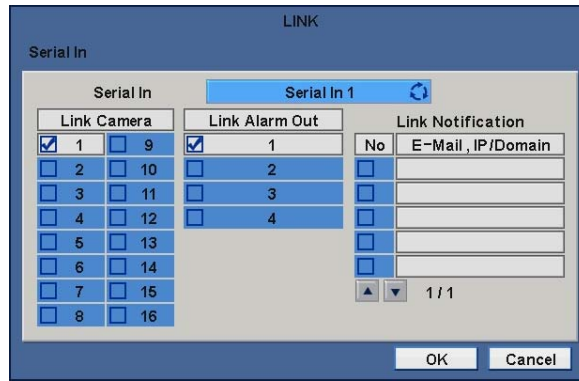 LINK
Serial In
Serial In Serial In 1
Link Camera Link Alarm Out Link Notification
1 9 1 No E-Mail , IP/Domain
2 10 2
3 11 3
4 12 4
5 13
6 14
7 15 1 / 1
8 16
OK Cancel